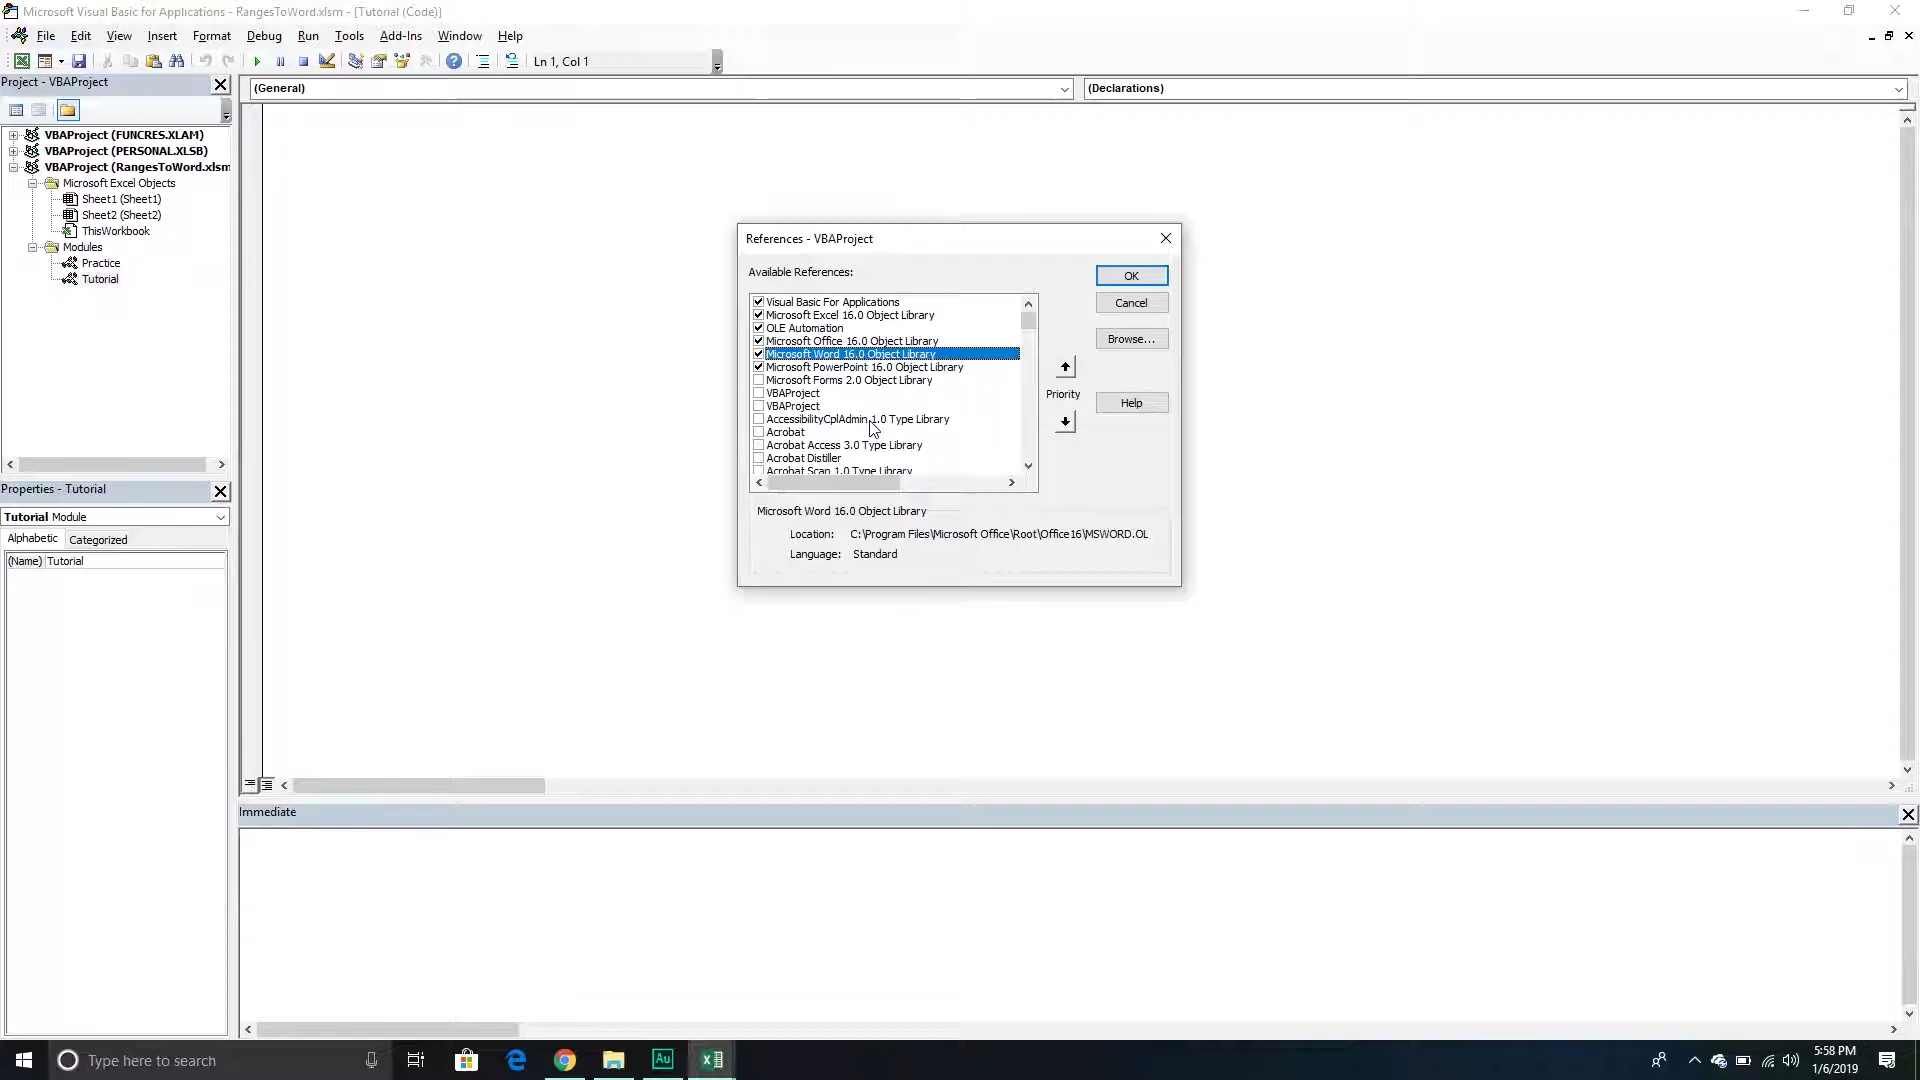 Microsoft Visual Basic for Applications - RangesToWord.xlsm - [Tutorial (Code)]
File Edit View Insert Format Debug Run Tools Add-Ins Window Help
Ln 1, Col 1
Project - VBAProject
(General)
(Declarations)
VBAProject (FUNCRES.XLAM)
VBAProject (PERSONAL.XLSB)
VBAProject (RangesToWord.xlsm
Microsoft Excel Objects
Sheet1 (Sheet1)
Sheet2 (Sheet2)
ThisWorkbook
Modules
Practice
Tutorial
Properties - Tutorial
Tutorial Module
Alphabetic Categorized
(Name) Tutorial
References - VBAProject
Available References:
Visual Basic For Applications
Microsoft Excel 16.0 Object Library
OLE Automation
Microsoft Office 16.0 Object Library
Microsoft Word 16.0 Object Library
Microsoft PowerPoint 16.0 Object Library
Microsoft Forms 2.0 Object Library
VBAProject
VBAProject
AccessibilityCplAdmin 1.0 Type Library
Acrobat
Acrobat Access 3.0 Type Library
Acrobat Distiller
Acrobat Scan 1.0 Type Library
OK
Cancel
Browse...
Priority
Help
Microsoft Word 16.0 Object Library
Location: C:\Program Files\Microsoft Office\Root\Office16\MSWORD.OL
Language: Standard
Immediate
Type here to search
Au
5:58 PM
1/6/2019